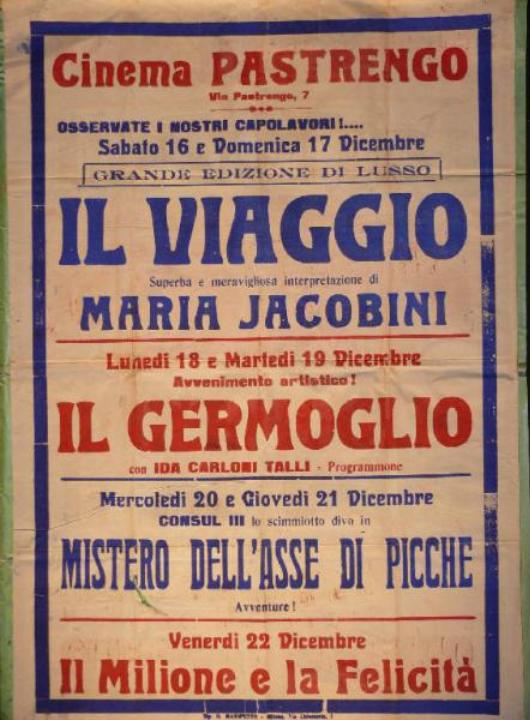 Cinema PASTRENGO
Via Pastrengo, 7
OSSERVATE I NOSTRI CAPOLAVORI!....
Sabato 16 e Domenica 17 Dicembre
GRANDE EDIZIONE DI LUSSO
IL VIAGGIO
Superba e meravigliosa interpretazione di
MARIA JACOBINI
Lunedì 18 e Martedì 19 Dicembre
Avvenimento artistico!
IL GERMOGLIO
con IDA CARLONI TALLI - Programmone
Mercoledì 20 e Giovedì 21 Dicembre
CONSUL III lo scimmiotto divo in
MISTERO DELL'ASSE DI PICCHE
Avventure!
Venerdì 22 Dicembre
Il Milione e la Felicità
Milano, Via